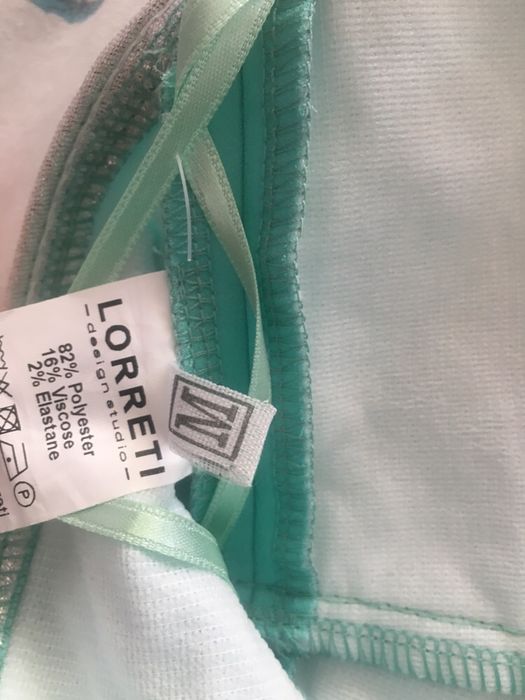 LORRETI
— design studio —
82% Polyester
16% Viscose
2% Elastane
P
M